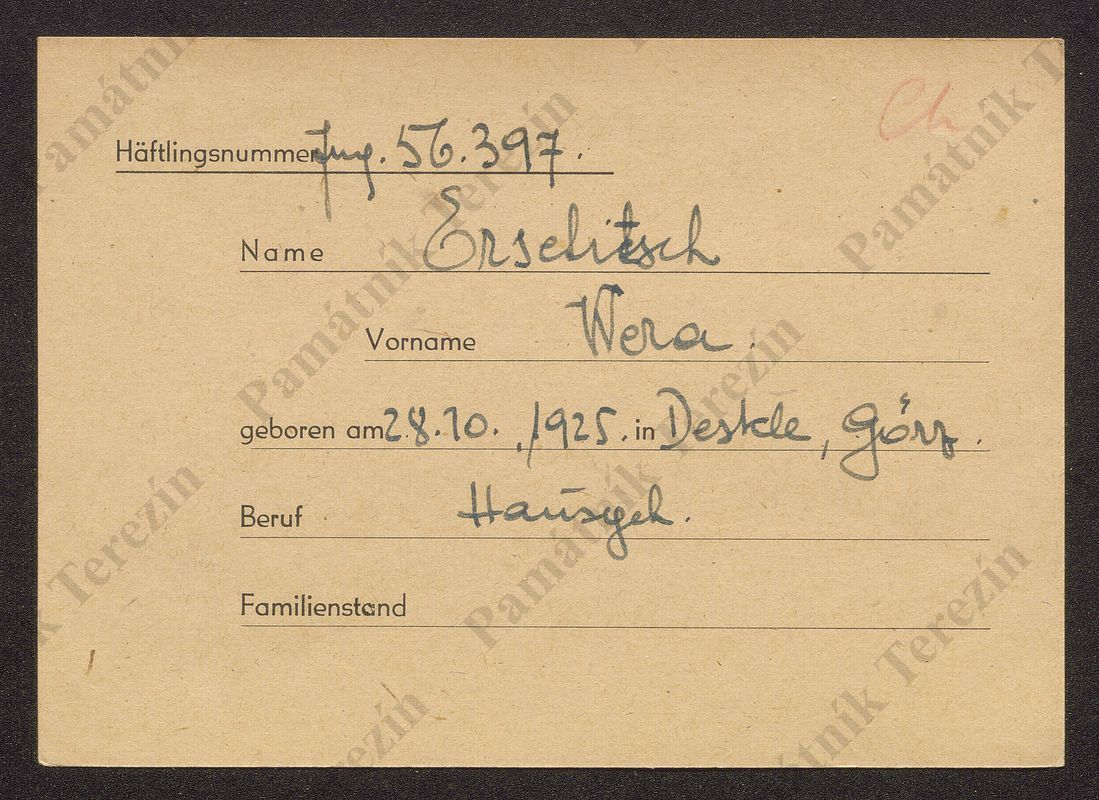 Ch
Häftlingsnummer Jug. 56.397.
Name Erschitsch
Vorname Wera.
geboren am 28.10. 1925. in Deskle, Görz.
Beruf Hausgeh.
Familienstand
Památník Terezín